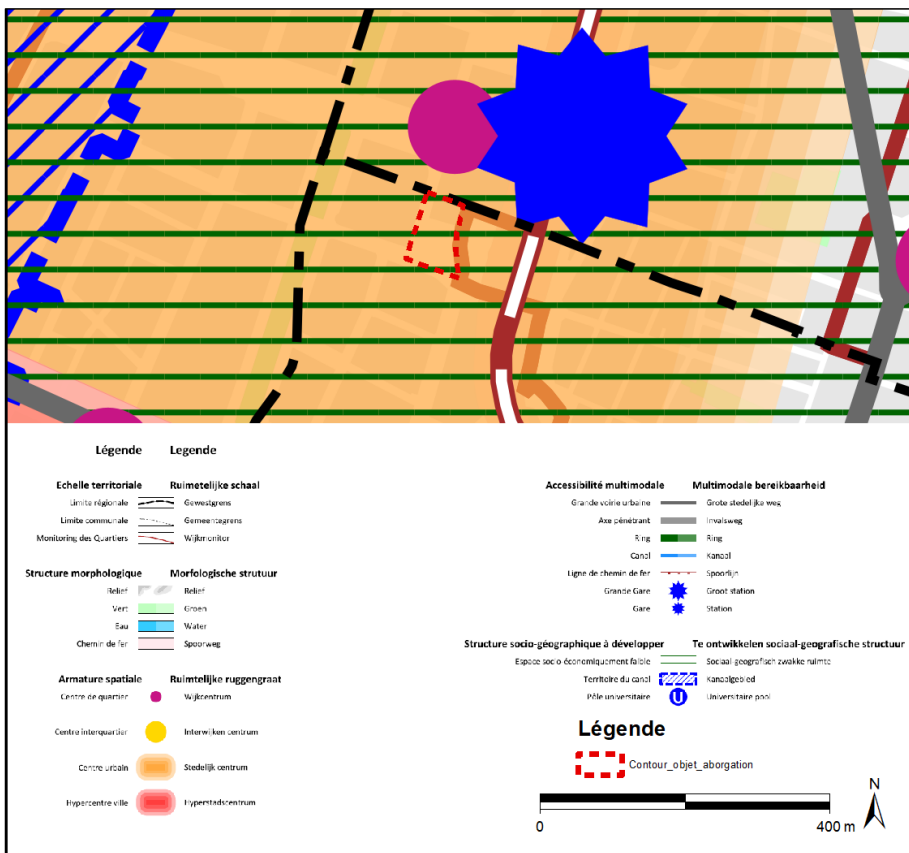 Légende Legende
Echelle territoriale Ruimetelijke schaal
Limite régionale Gewestgrens
Limite communale Gemeentegrens
Monitoring des Quartiers Wijkmonitor
Structure morphologique Morfologische strutuur
Relief Relief
Vert Groen
Eau Water
Chemin de fer Spoorweg
Armature spatiale Ruimtelijke ruggengraat
Centre de quartier Wijkcentrum
Centre interquartier Interwijken centrum
Centre urbain Stedelijk centrum
Hypercentre ville Hyperstadscentrum
Accessibilité multimodale Multimodale bereikbaarheid
Grande voirie urbaine Grote stedelijke weg
Axe pénétrant Invalsweg
Ring Ring
Canal Kanaal
Ligne de chemin de fer Spoorlijn
Grande Gare Groot station
Gare Station
Structure socio-géographique à développer Te ontwikkelen sociaal-geografische structuur
Espace socio-économiquement faible Sociaal-geografisch zwakke ruimte
Territoire du canal Kanaalgebied
Pôle universitaire U Universitaire pool
Légende
Contour_objet_aborgation
N
0 400 m